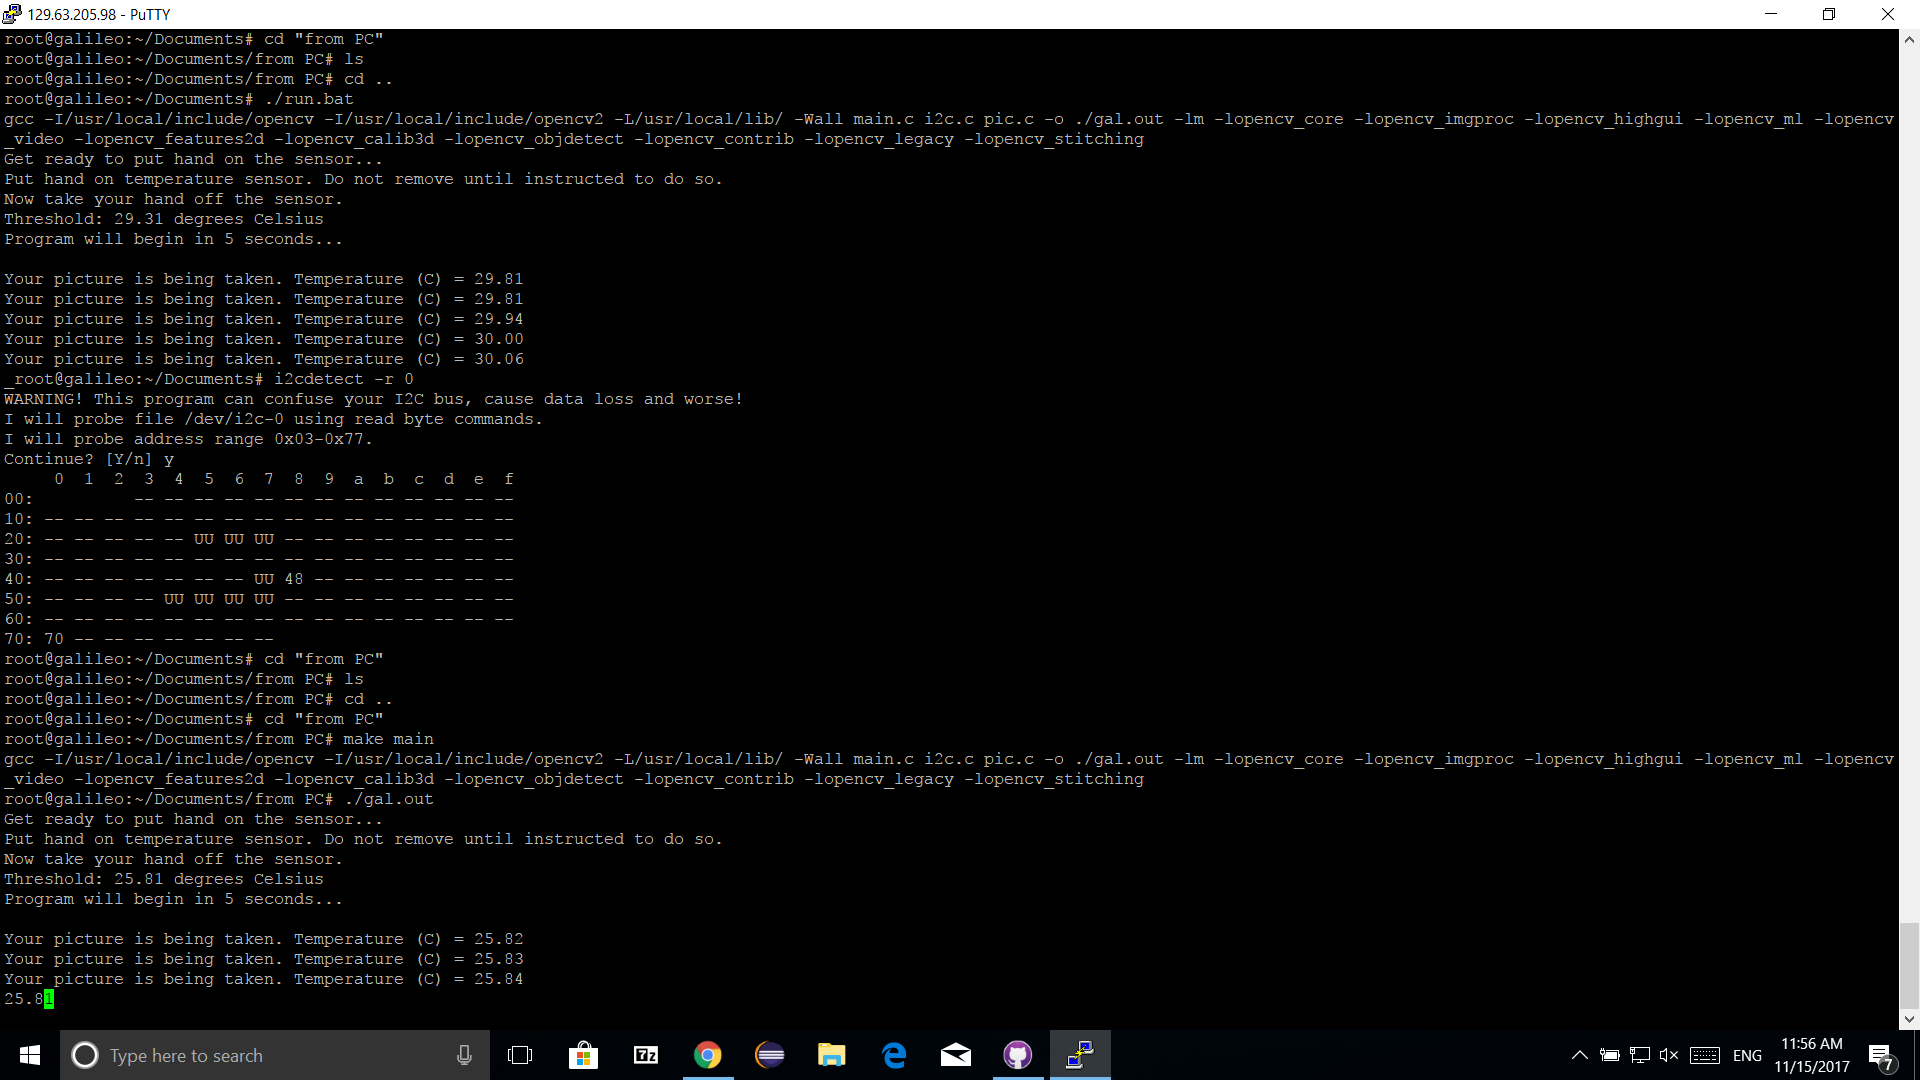 129.63.205.98 - PuTTY
root@galileo:~/Documents# cd "from PC"
root@galileo:~/Documents/from PC# ls
root@galileo:~/Documents/from PC# cd ..
root@galileo:~/Documents# ./run.bat
gcc -I/usr/local/include/opencv -I/usr/local/include/opencv2 -L/usr/local/lib/ -Wall main.c i2c.c pic.c -o ./gal.out -lm -lopencv_core -lopencv_imgproc -lopencv_highgui -lopencv_ml -lopencv
_video -lopencv_features2d -lopencv_calib3d -lopencv_objdetect -lopencv_contrib -lopencv_legacy -lopencv_stitching
Get ready to put hand on the sensor...
Put hand on temperature sensor. Do not remove until instructed to do so.
Now take your hand off the sensor.
Threshold: 29.31 degrees Celsius
Program will begin in 5 seconds...
Your picture is being taken. Temperature (C) = 29.81
Your picture is being taken. Temperature (C) = 29.81
Your picture is being taken. Temperature (C) = 29.94
Your picture is being taken. Temperature (C) = 30.00
Your picture is being taken. Temperature (C) = 30.06
_root@galileo:~/Documents# i2cdetect -r 0
WARNING! This program can confuse your I2C bus, cause data loss and worse!
I will probe file /dev/i2c-0 using read byte commands.
I will probe address range 0x03-0x77.
Continue? [Y/n] y
     0  1  2  3  4  5  6  7  8  9  a  b  c  d  e  f
00:          -- -- -- -- -- -- -- -- -- -- -- -- --
10: -- -- -- -- -- -- -- -- -- -- -- -- -- -- -- --
20: -- -- -- -- -- UU UU UU -- -- -- -- -- -- -- --
30: -- -- -- -- -- -- -- -- -- -- -- -- -- -- -- --
40: -- -- -- -- -- -- -- UU 48 -- -- -- -- -- -- --
50: -- -- -- -- UU UU UU UU -- -- -- -- -- -- -- --
60: -- -- -- -- -- -- -- -- -- -- -- -- -- -- -- --
70: 70 -- -- -- -- -- -- --
root@galileo:~/Documents# cd "from PC"
root@galileo:~/Documents/from PC# ls
root@galileo:~/Documents/from PC# cd ..
root@galileo:~/Documents# cd "from PC"
root@galileo:~/Documents/from PC# make main
gcc -I/usr/local/include/opencv -I/usr/local/include/opencv2 -L/usr/local/lib/ -Wall main.c i2c.c pic.c -o ./gal.out -lm -lopencv_core -lopencv_imgproc -lopencv_highgui -lopencv_ml -lopencv
_video -lopencv_features2d -lopencv_calib3d -lopencv_objdetect -lopencv_contrib -lopencv_legacy -lopencv_stitching
root@galileo:~/Documents/from PC# ./gal.out
Get ready to put hand on the sensor...
Put hand on temperature sensor. Do not remove until instructed to do so.
Now take your hand off the sensor.
Threshold: 25.81 degrees Celsius
Program will begin in 5 seconds...
Your picture is being taken. Temperature (C) = 25.82
Your picture is being taken. Temperature (C) = 25.83
Your picture is being taken. Temperature (C) = 25.84
25.81
Type here to search
7z
ENG
11:56 AM
11/15/2017
7